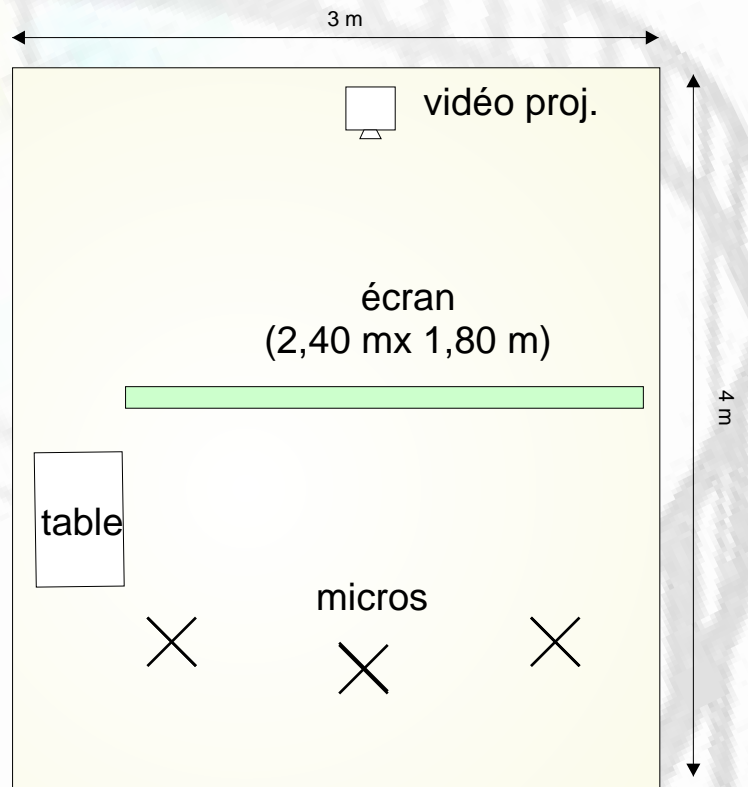 3 m
vidéo proj.
écran
(2,40 mx 1,80 m)
4 m
table
micros